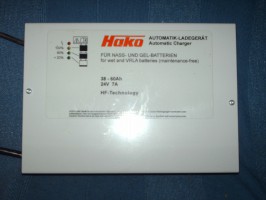 Hako AUTOMATIK-LADEGERÄT
Automatic Charger
FÜR NASS- UND GEL-BATTERIEN
for wet and VRLA batteries (maintenance-free)
24V 7A
HF-Technology